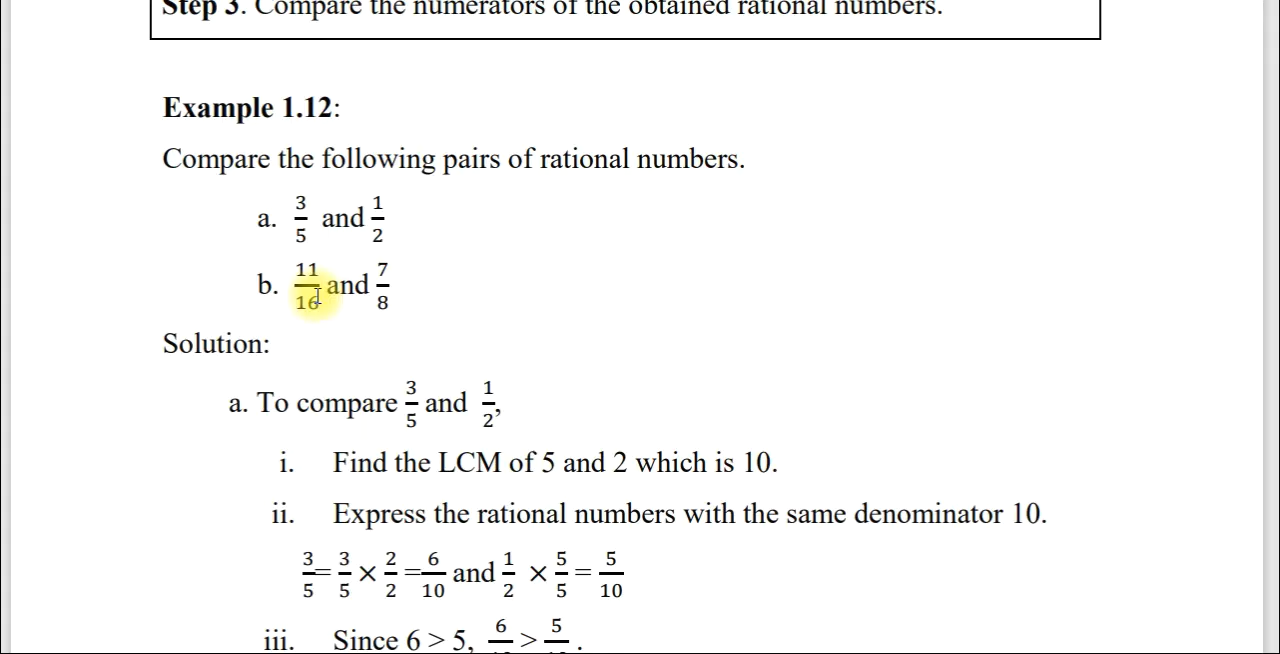 Step 3. Compare the numerators of the obtained rational numbers.
Example 1.12:
Compare the following pairs of rational numbers.
a. 3/5 and 1/2
b. 11/16 and 7/8
Solution:
a. To compare 3/5 and 1/2,
i. Find the LCM of 5 and 2 which is 10.
ii. Express the rational numbers with the same denominator 10.
3/5 = 3/5 × 2/2 = 6/10 and 1/2 × 5/5 = 5/10
iii. Since 6 > 5, 6/10 > 5/10 .